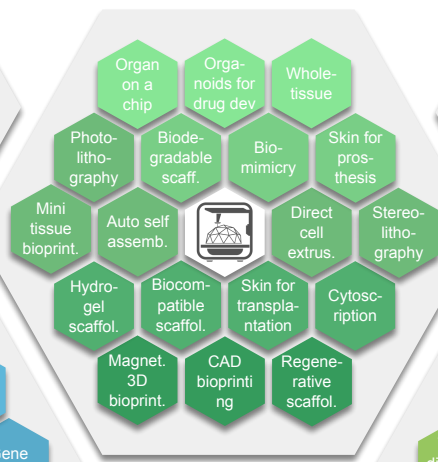 Organ
on a
chip
Orga-
noids for
drug dev
Whole-
tissue
Photo-
litho-
graphy
Biode-
gradable
scaff.
Bio-
mimicry
Skin for
pros-
thesis
Mini
tissue
bioprint.
Auto self
assemb.
Direct
cell
extrus.
Stereo-
litho-
graphy
Hydro-
gel
scaffol.
Biocom-
patible
scaffol.
Skin for
transpla-
ntation
Cytosc-
ription
Magnet.
3D
bioprint.
CAD
bioprinti
ng
Regene-
rative
scaffol.
ene